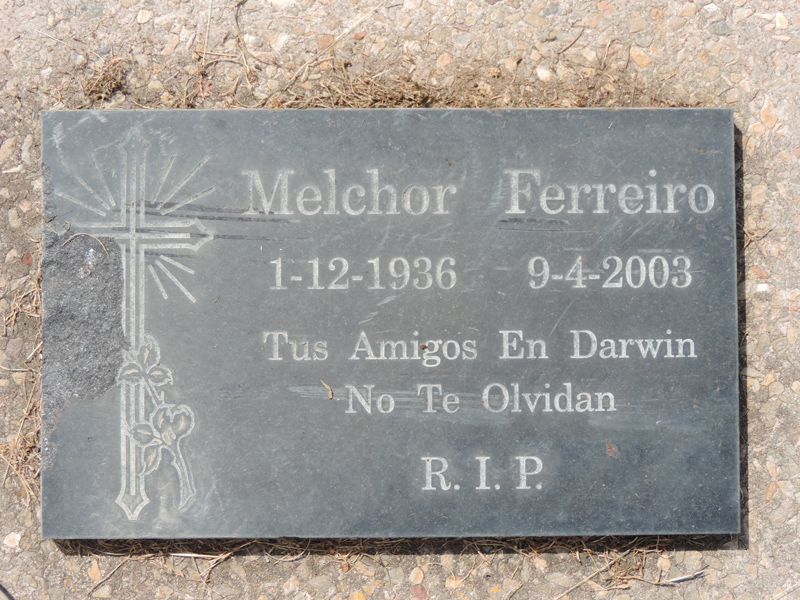 Melchor Ferreiro
1-12-1936 9-4-2003
Tus Amigos En Darwin
No Te Olvidan
R. I. P.